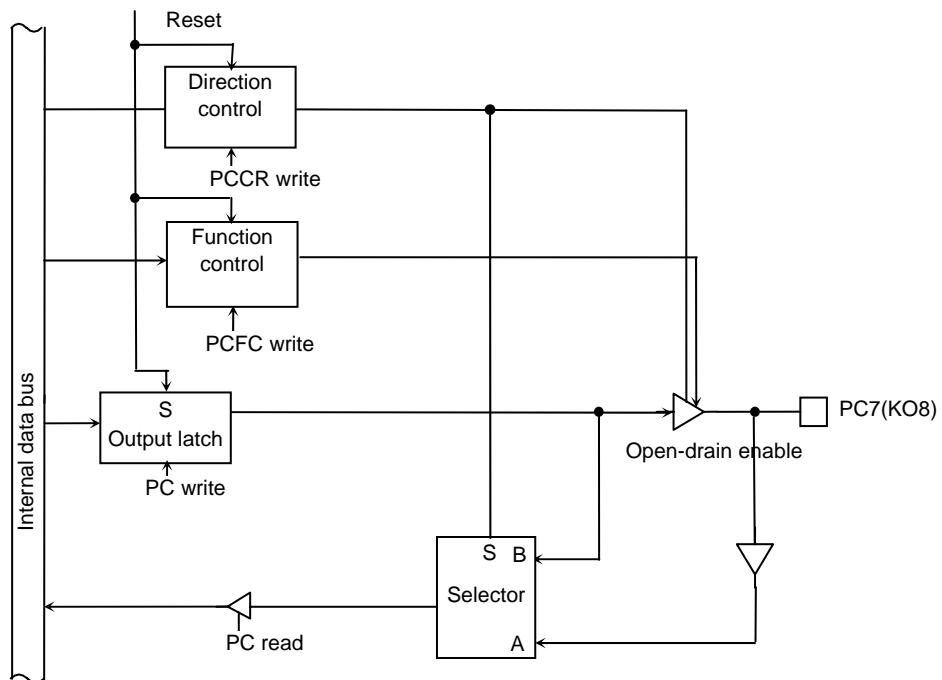 Reset
Direction
control
PCCR write
Function
control
PCFC write
Internal data bus
S
Output latch
PC write
PC7(KO8)
Open-drain enable
S B
Selector
A
PC read